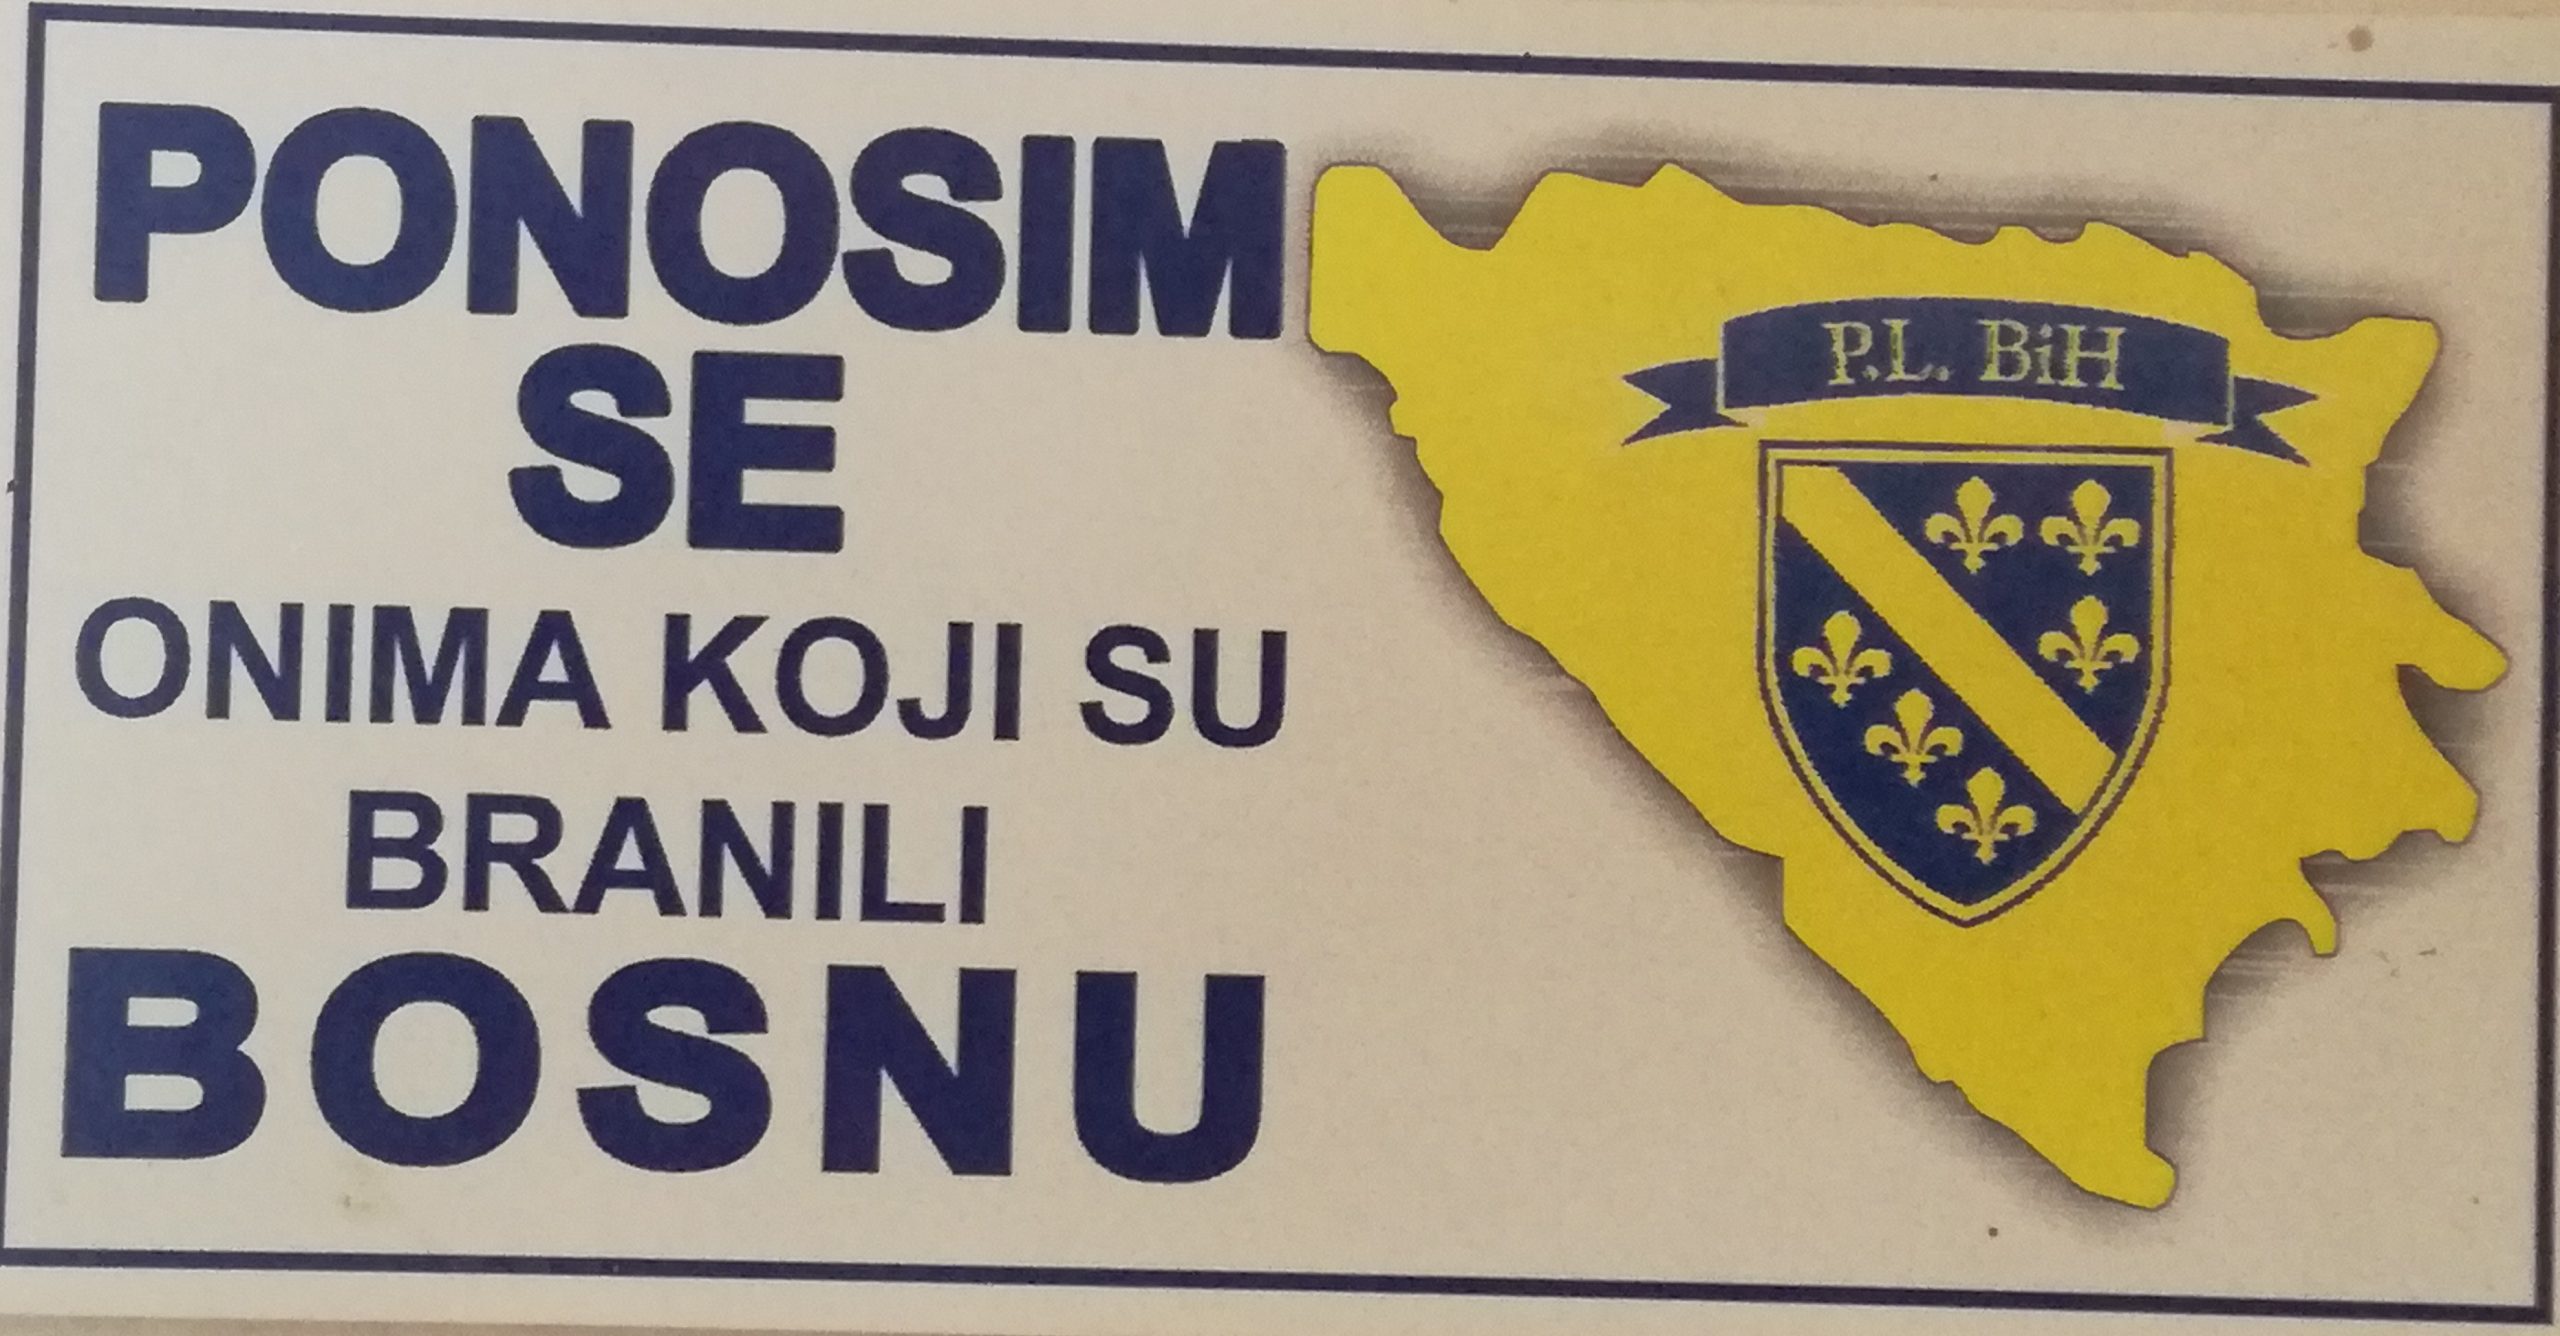 PONOSIM
SE
ONIMA KOJI SU
BRANILI
BOSNU
P.L. BiH